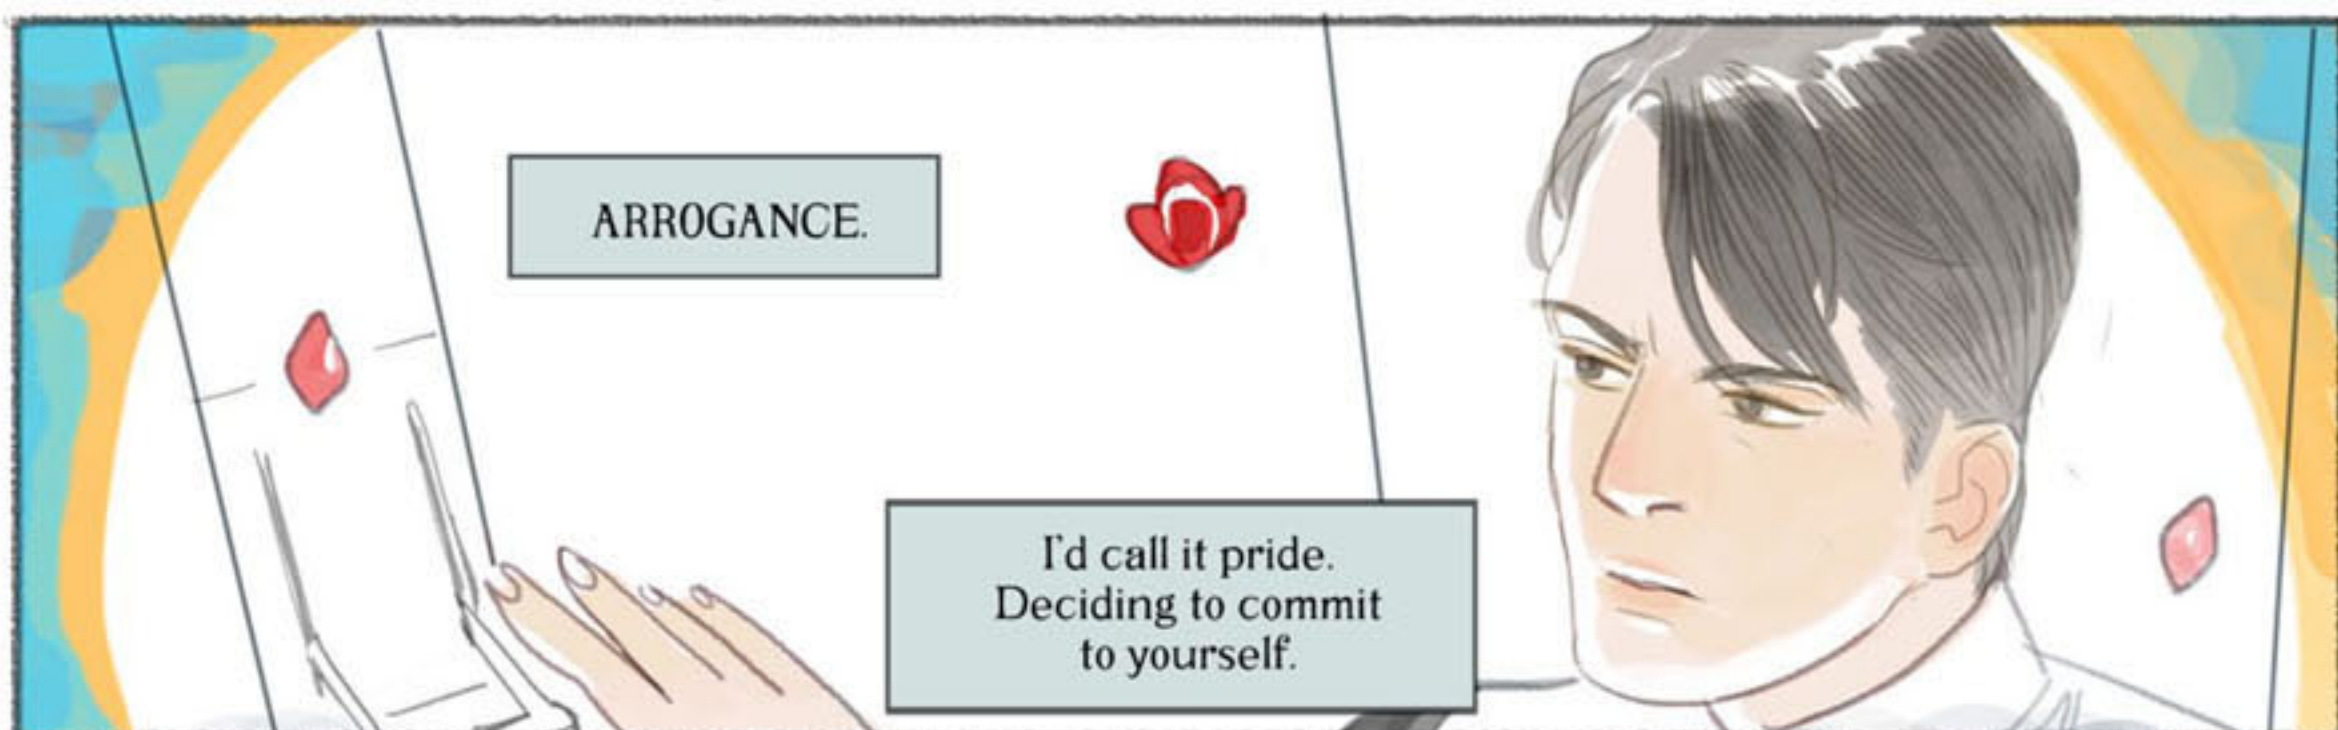 ARROGANCE.
I'd call it pride.
Deciding to commit
to yourself.